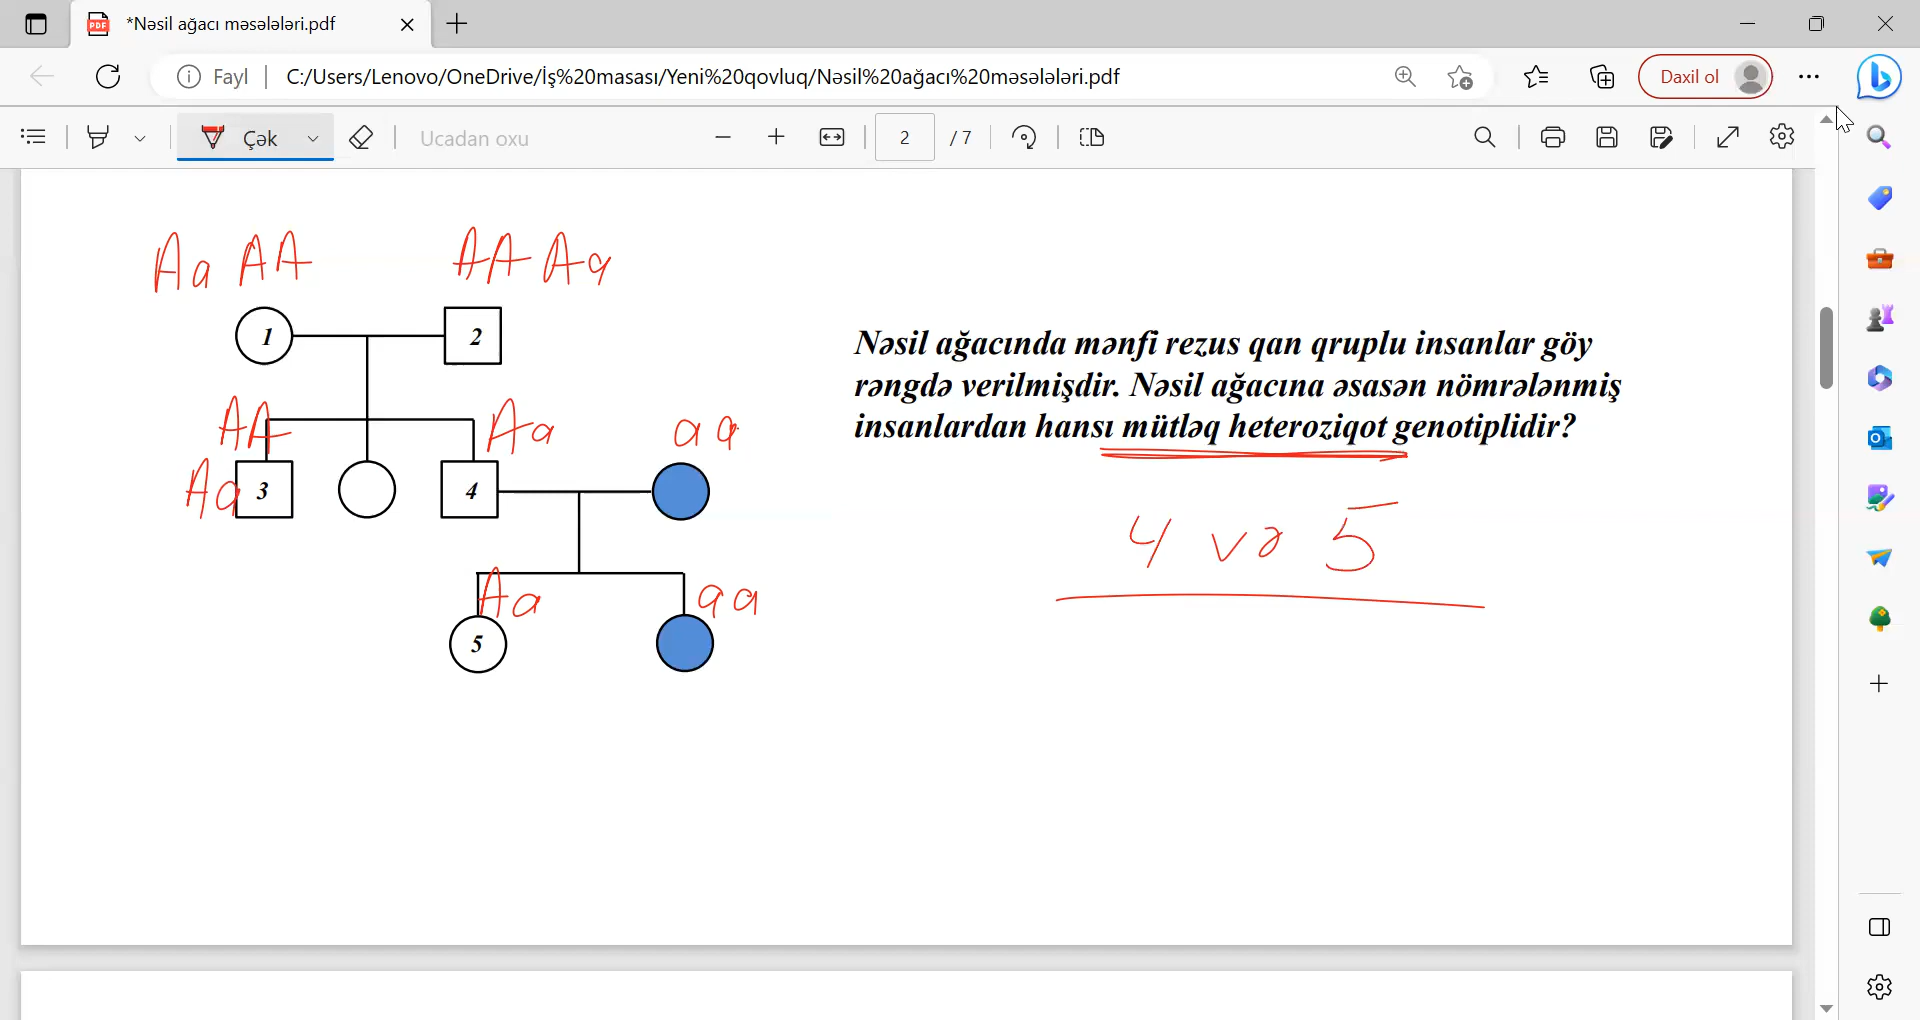 *Nəsil ağacı məsələləri.pdf
Fayl
C:/Users/Lenovo/OneDrive/İş%20masası/Yeni%20qovluq/Nəsil%20ağacı%20məsələləri.pdf
Daxil ol
Çək
Ucadan oxu
2 / 7
Aa AA
AA Aa
1
2
Nəsil ağacında mənfi rezus qan qruplu insanlar göy
rəngdə verilmişdir. Nəsil ağacına əsasən nömrələnmiş
insanlardan hansı mütləq heteroziqot genotiplidir?
AA
Aa
aa
Aa
3
4
4 və 5
Aa
aa
5